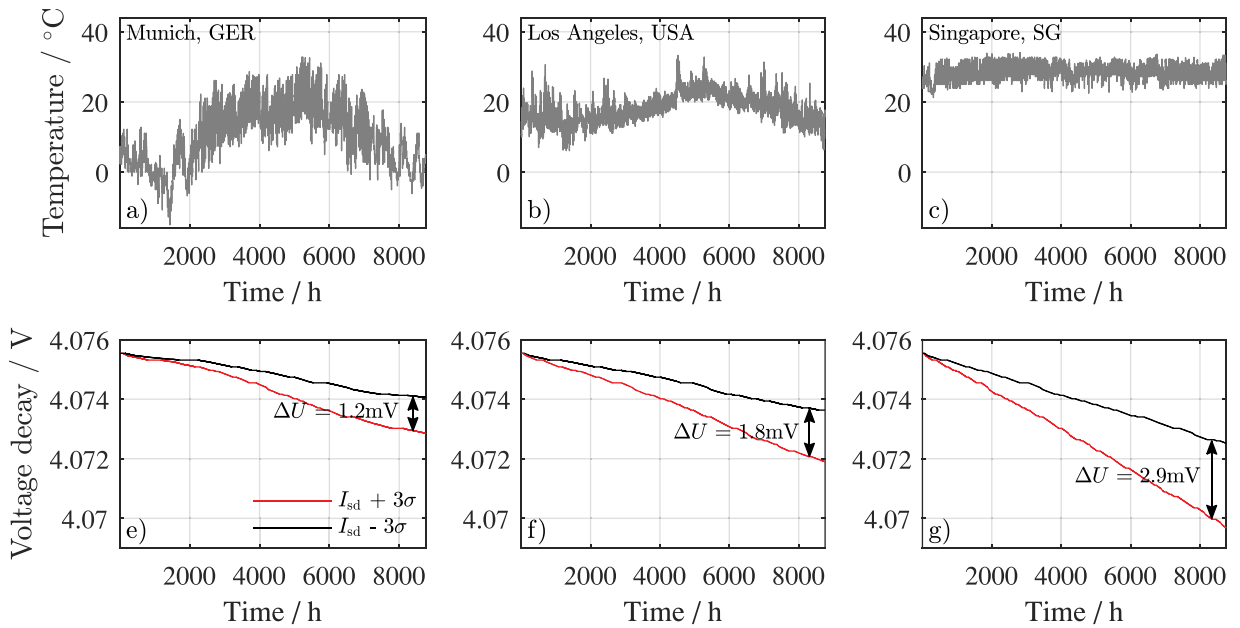 Munich, GER
Los Angeles, USA
Singapore, SG
Temperature / °C
40
20
0
a)
2000 4000 6000 8000
Time / h
40
20
0
b)
2000 4000 6000 8000
Time / h
40
20
0
c)
2000 4000 6000 8000
Time / h
Voltage decay / V
4.076
4.074
4.072
4.07
ΔU = 1.2mV
I_sd + 3σ
I_sd - 3σ
e)
2000 4000 6000 8000
Time / h
4.076
4.074
4.072
4.07
ΔU = 1.8mV
f)
2000 4000 6000 8000
Time / h
4.076
4.074
4.072
4.07
ΔU = 2.9mV
g)
2000 4000 6000 8000
Time / h